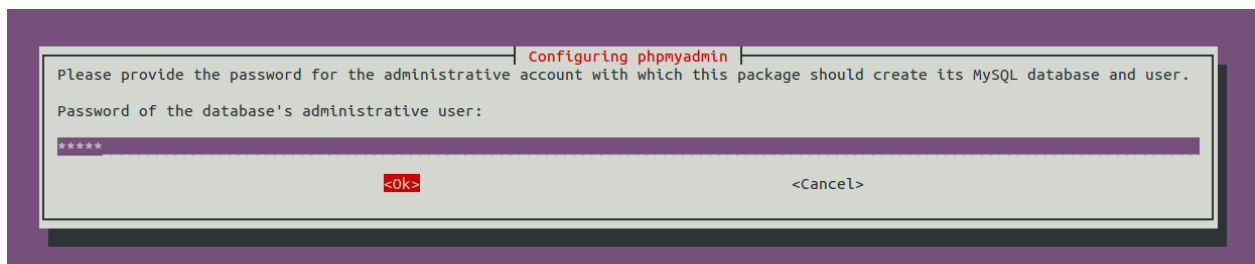 Configuring phpmyadmin
Please provide the password for the administrative account with which this package should create its MySQL database and user.
Password of the database's administrative user:
*****
<Ok> <Cancel>